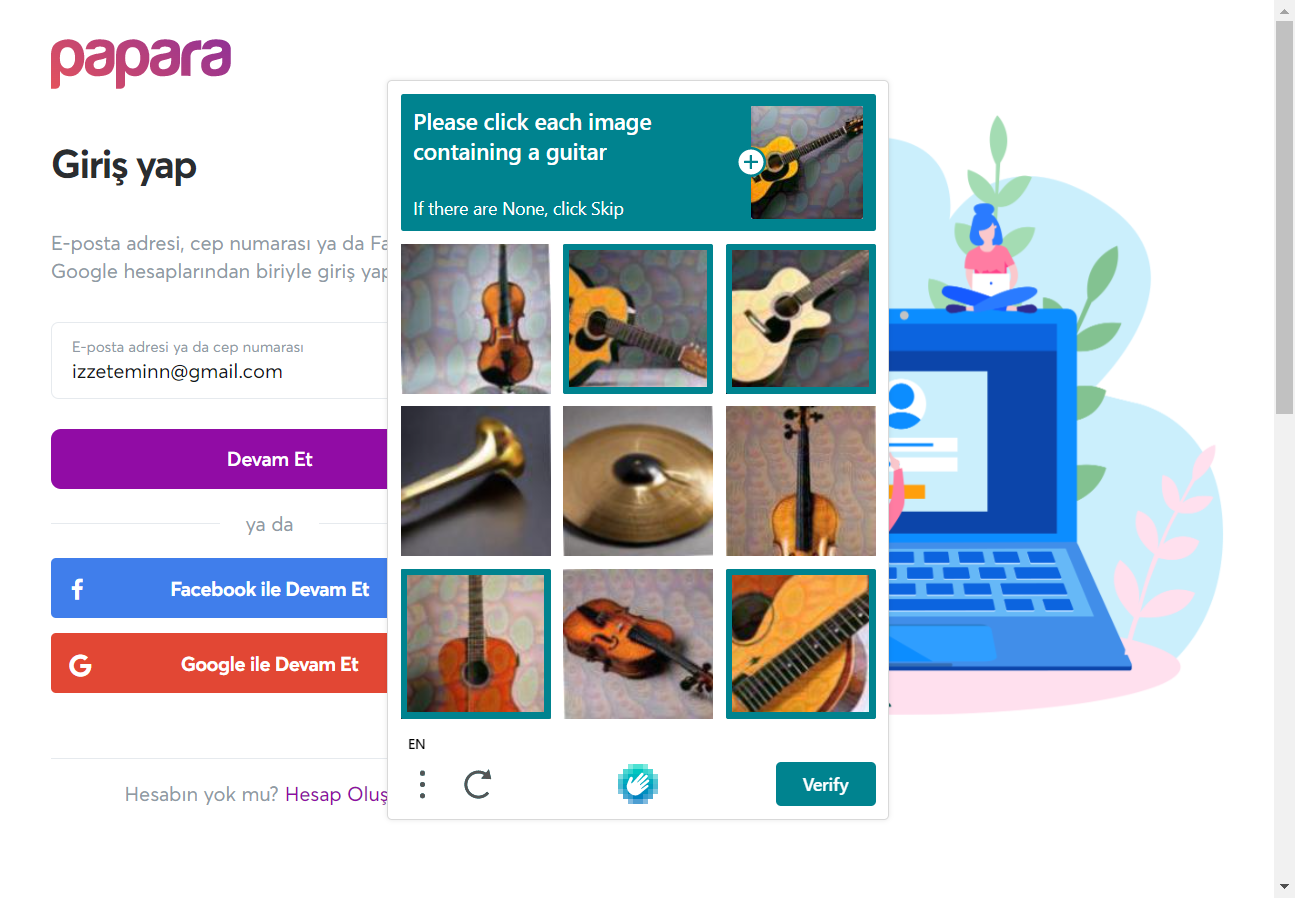 papara
Giriş yap
E-posta adresi, cep numarası ya da Fa
Google hesaplarından biriyle giriş yap
E-posta adresi ya da cep numarası
izzeteminn@gmail.com
Devam Et
ya da
Facebook ile Devam Et
Google ile Devam Et
Hesabın yok mu? Hesap Oluş
Please click each image
containing a guitar
If there are None, click Skip
EN
Verify